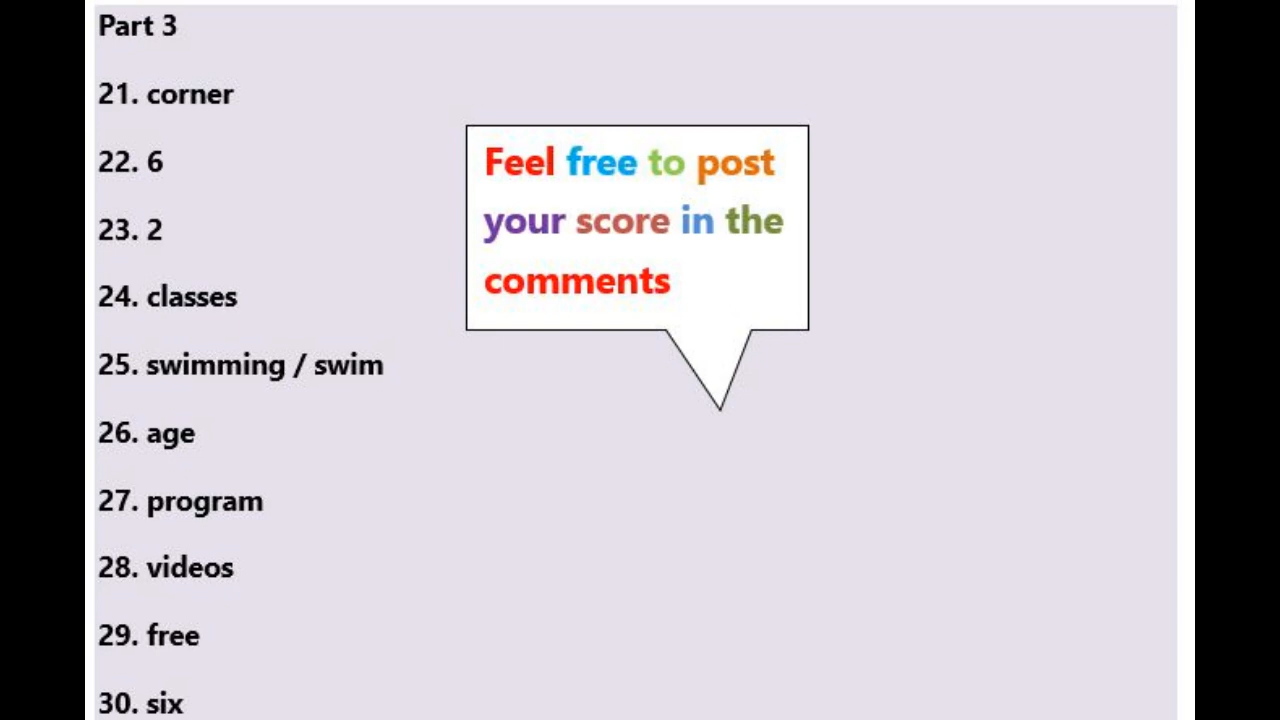 Part 3
21. corner
22. 6
23. 2
24. classes
25. swimming / swim
26. age
27. program
28. videos
29. free
30. six
Feel free to post
your score in the
comments